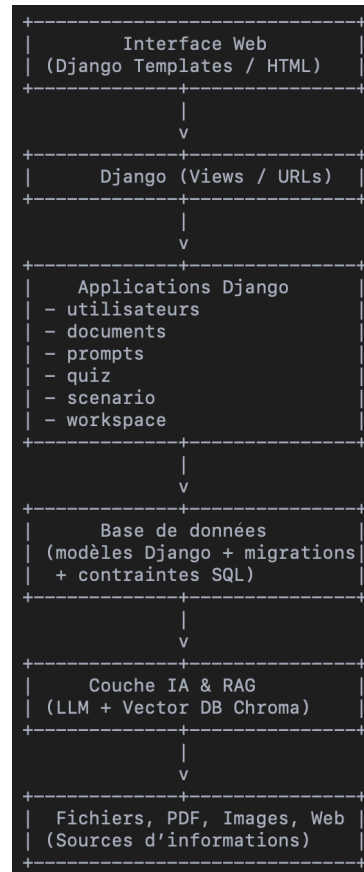 Interface Web
(Django Templates / HTML)
Django (Views / URLs)
Applications Django
– utilisateurs
– documents
– prompts
– quiz
– scenario
– workspace
Base de données
(modèles Django + migrations
+ contraintes SQL)
Couche IA & RAG
(LLM + Vector DB Chroma)
Fichiers, PDF, Images, Web
(Sources d’informations)